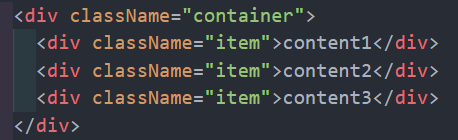 <div className="container">
  <div className="item">content1</div>
  <div className="item">content2</div>
  <div className="item">content3</div>
</div>